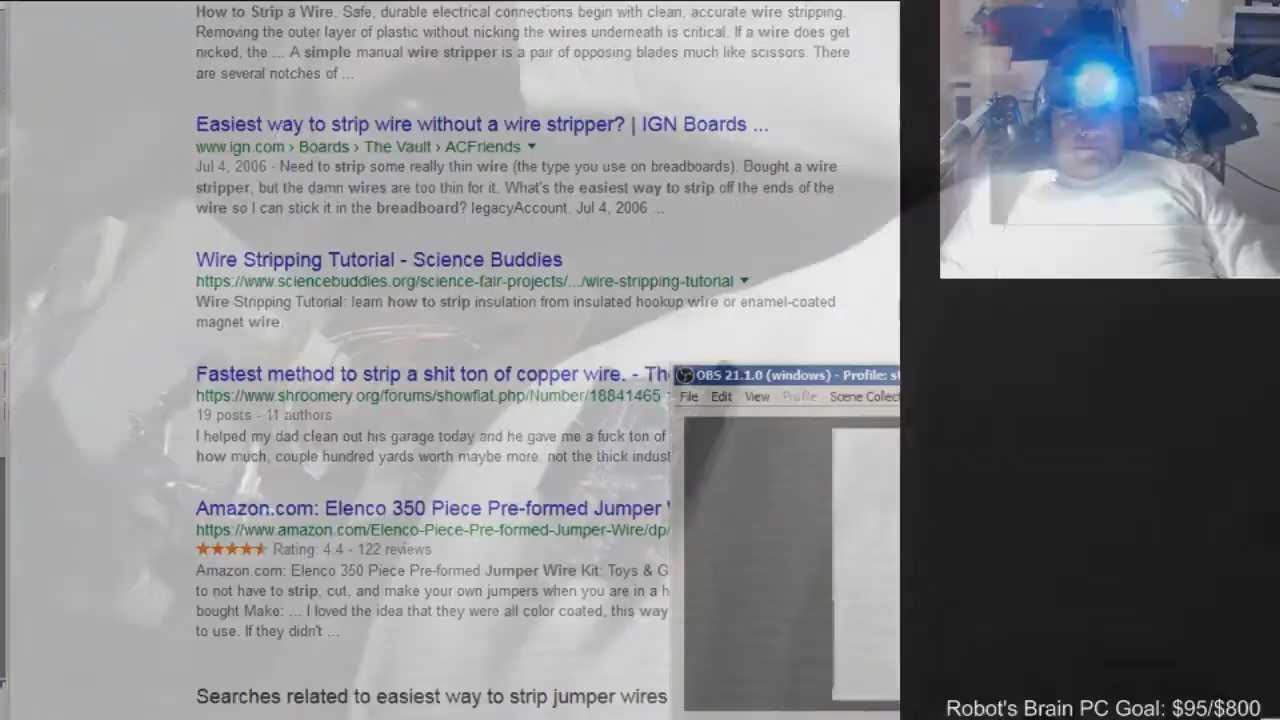 How to Strip a Wire. Safe, durable electrical connections begin with clean, accurate wire stripping.
Removing the outer layer of plastic without nicking the wires underneath is critical. If a wire does get
nicked, the ... A simple manual wire stripper is a pair of opposing blades much like scissors. There
are several notches of ...
Easiest way to strip wire without a wire stripper? | IGN Boards ...
www.ign.com › Boards › The Vault › ACFriends
Jul 4, 2006 - Need to strip some really thin wire (the type you use on breadboards). Bought a wire
stripper, but the damn wires are too thin for it. What's the easiest way to strip off the ends of the
wire so I can stick it in the breadboard? legacyAccount. Jul 4, 2006 ...
Wire Stripping Tutorial - Science Buddies
https://www.sciencebuddies.org/science-fair-projects/.../wire-stripping-tutorial
Wire Stripping Tutorial: learn how to strip insulation from insulated hookup wire or enamel-coated
magnet wire.
Fastest method to strip a shit ton of copper wire. - Th
https://www.shroomery.org/forums/showflat.php/Number/18841465
19 posts - 11 authors
I helped my dad clean out his garage today and he gave me a fuck ton of
how much, couple hundred yards worth maybe more, not the thick indust
Amazon.com: Elenco 350 Piece Pre-formed Jumper
https://www.amazon.com/Elenco-Piece-Pre-formed-Jumper-Wire/dp/
Rating: 4.4 - 122 reviews
Amazon.com: Elenco 350 Piece Pre-formed Jumper Wire Kit: Toys & G
to not have to strip, cut, and make your own jumpers when you are in a h
bought Make: ... I loved the idea that they were all color coated, this way
to use. If they didn't ...
Searches related to easiest way to strip jumper wires
OBS 21.1.0 (windows) - Profile: st
File Edit View Profile Scene Collect
Robot's Brain PC Goal: $95/$800